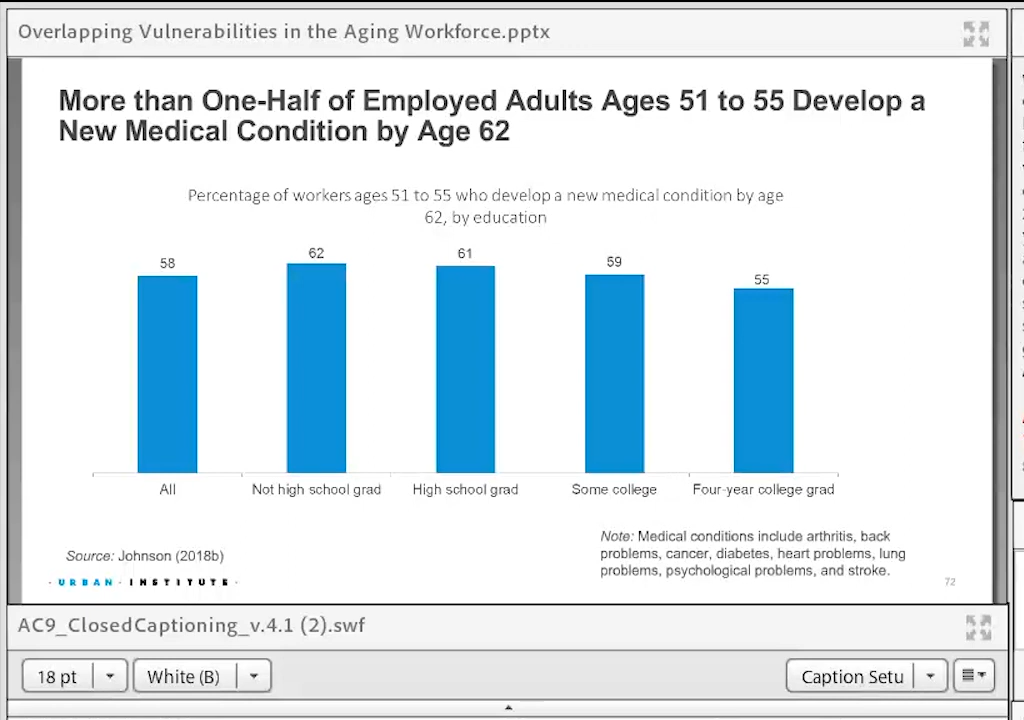 Overlapping Vulnerabilities in the Aging Workforce.pptx
More than One-Half of Employed Adults Ages 51 to 55 Develop a
New Medical Condition by Age 62
Percentage of workers ages 51 to 55 who develop a new medical condition by age
62, by education
58
62
61
59
55
All
Not high school grad
High school grad
Some college
Four-year college grad
Note: Medical conditions include arthritis, back
problems, cancer, diabetes, heart problems, lung
problems, psychological problems, and stroke.
Source: Johnson (2018b)
· URBAN · INSTITUTE ·
72
AC9_ClosedCaptioning_v.4.1 (2).swf
18 pt
White (B)
Caption Setu